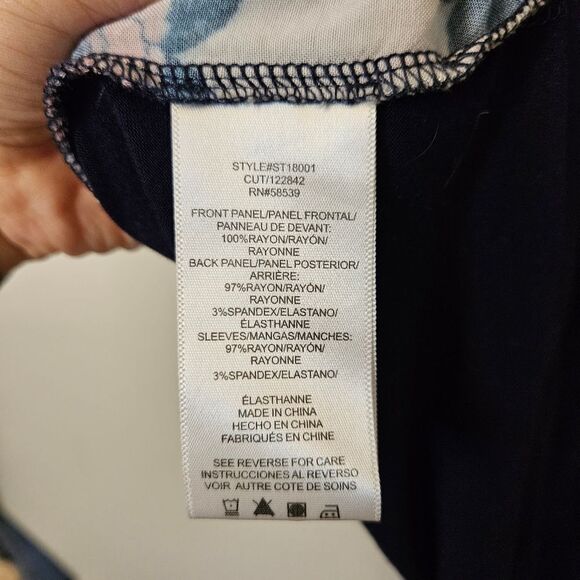 STYLE#ST18001
CUT/122842
RN#58539
FRONT PANEL/PANEL FRONTAL/
PANNEAU DE DEVANT:
100%RAYON/RAYÓN/
RAYONNE
BACK PANEL/PANEL POSTERIOR/
ARRIÈRE:
97%RAYON/RAYÓN/
RAYONNE
3%SPANDEX/ELASTANO/
ÉLASTHANNE
SLEEVES/MANGAS/MANCHES:
97%RAYON/RAYÓN/
RAYONNE
3%SPANDEX/ELASTANO/
ÉLASTHANNE
MADE IN CHINA
HECHO EN CHINA
FABRIQUÉS EN CHINE
SEE REVERSE FOR CARE
INSTRUCCIONES AL REVERSO
VOIR AUTRE COTE DE SOINS